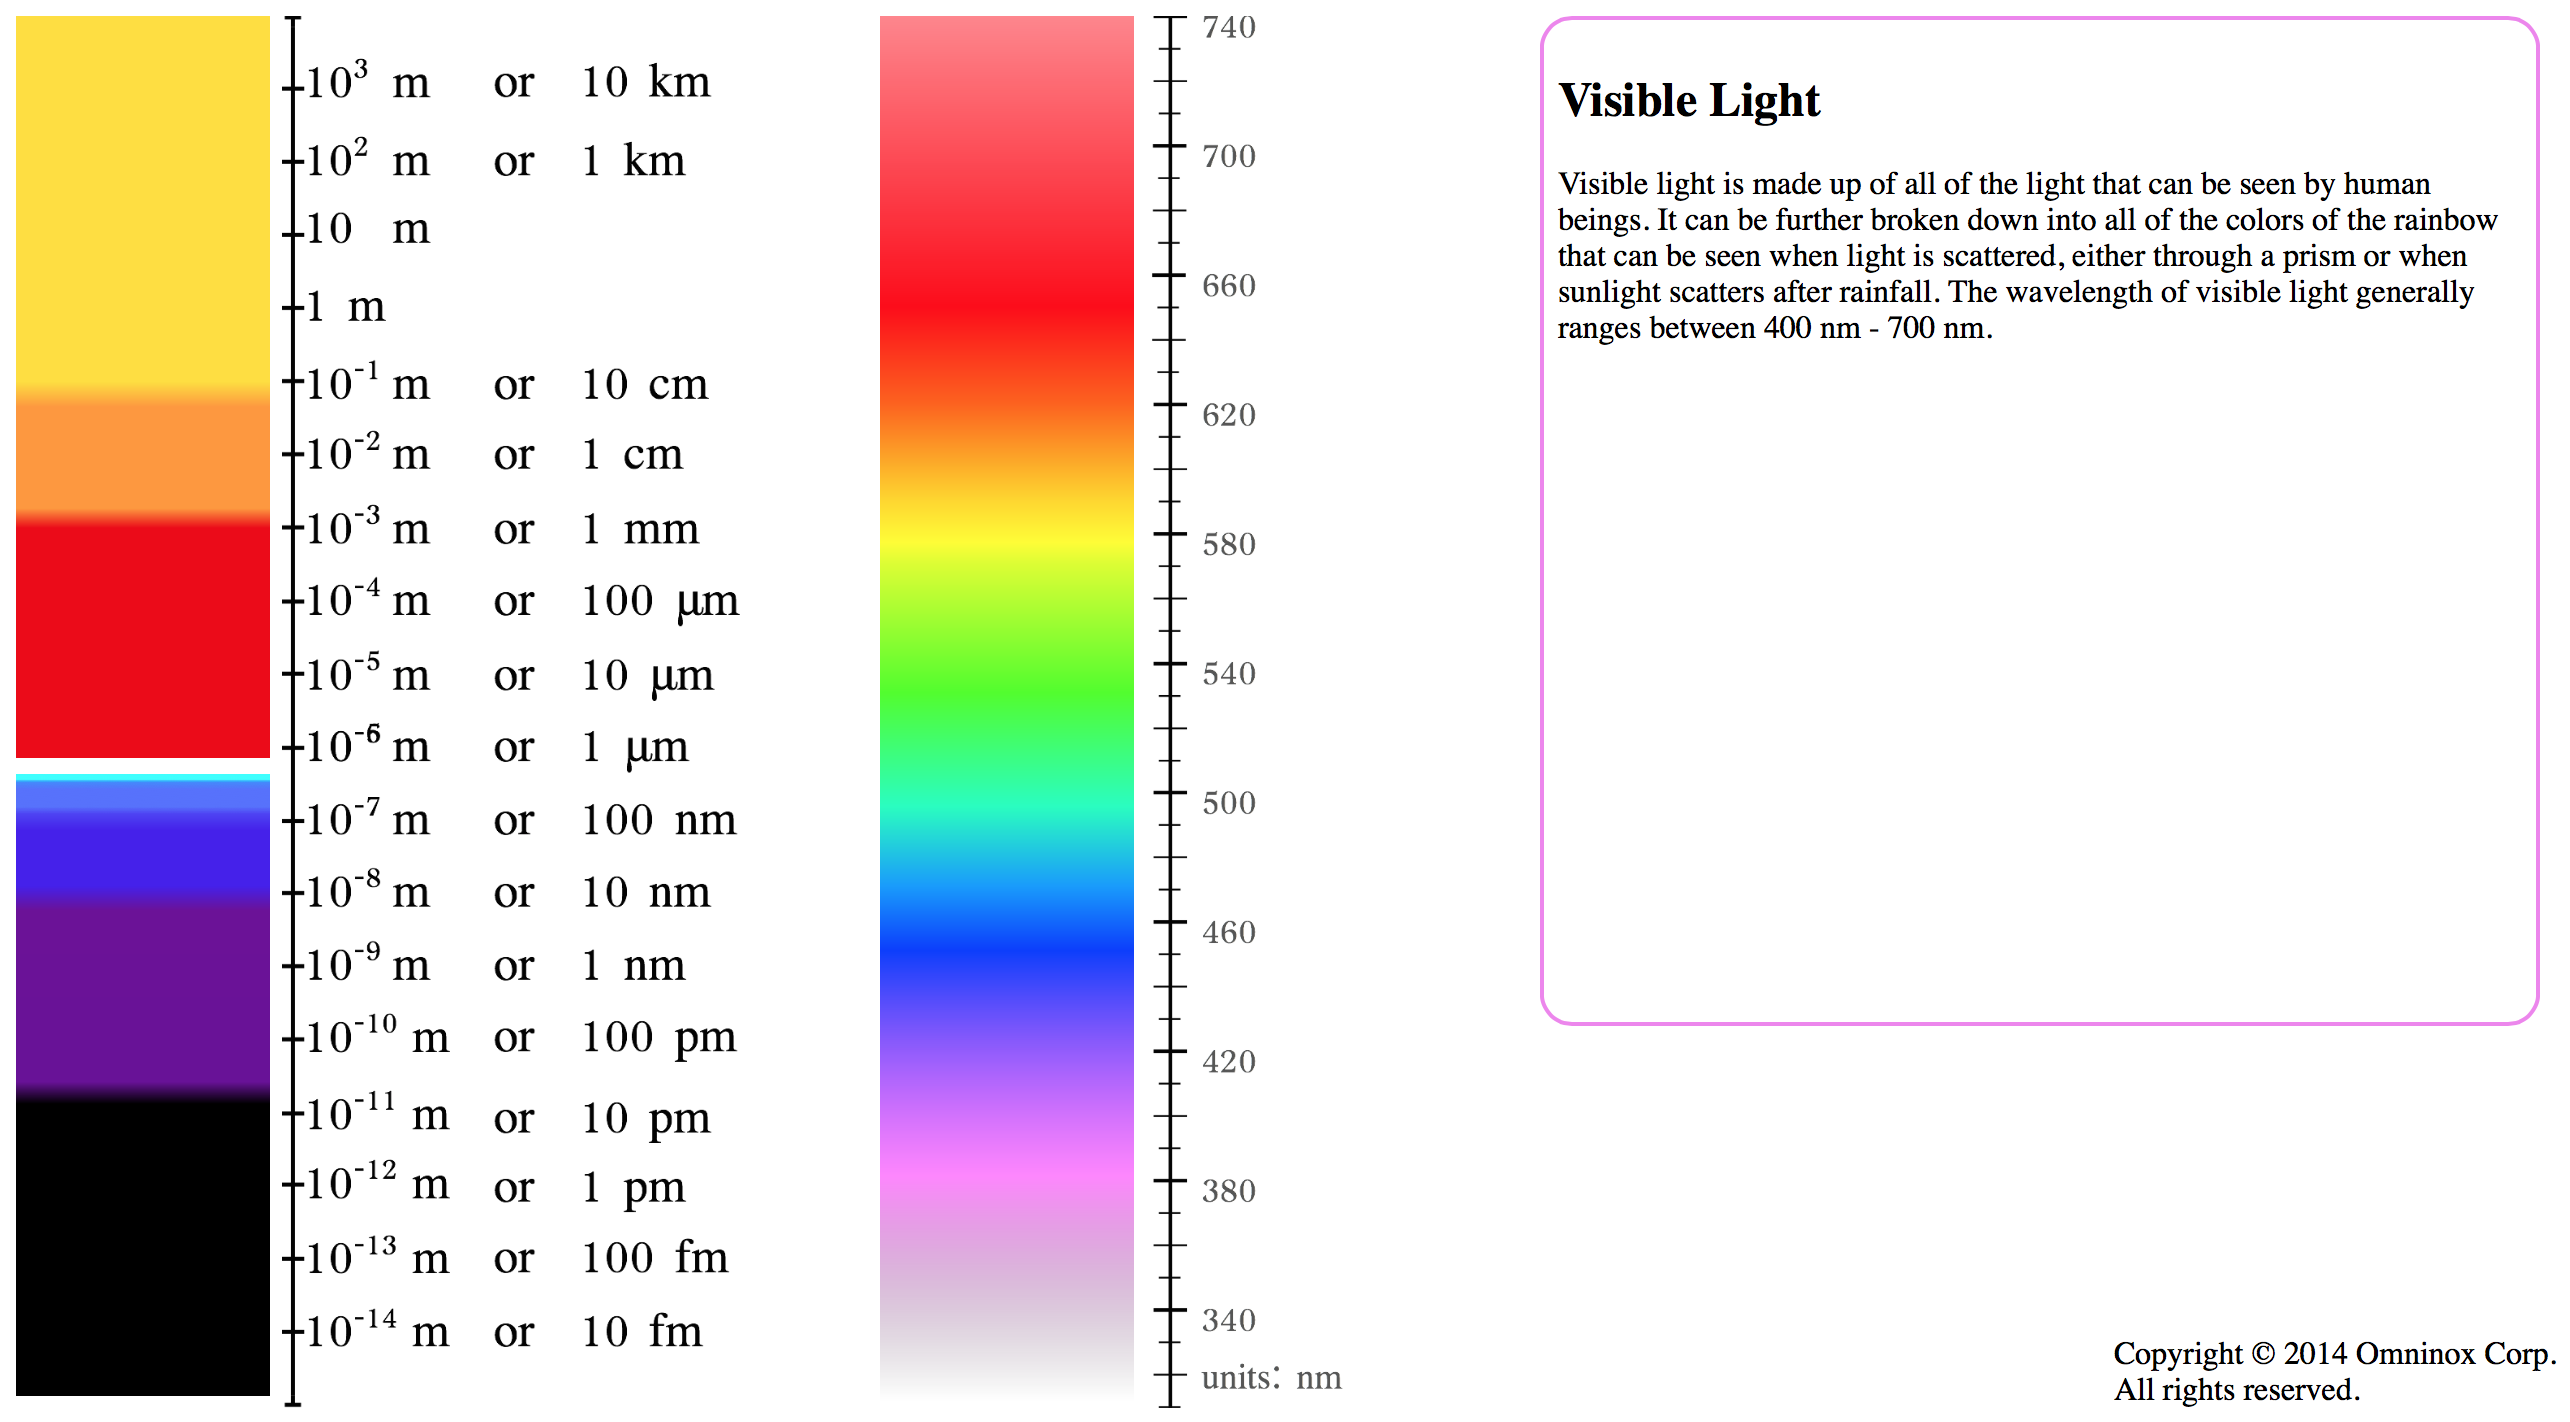 10³ m or 10 km
10² m or 1 km
10 m
1 m
10⁻¹ m or 10 cm
10⁻² m or 1 cm
10⁻³ m or 1 mm
10⁻⁴ m or 100 µm
10⁻⁵ m or 10 µm
10⁻⁶ m or 1 µm
10⁻⁷ m or 100 nm
10⁻⁸ m or 10 nm
10⁻⁹ m or 1 nm
10⁻¹⁰ m or 100 pm
10⁻¹¹ m or 10 pm
10⁻¹² m or 1 pm
10⁻¹³ m or 100 fm
10⁻¹⁴ m or 10 fm
740
700
660
620
580
540
500
460
420
380
340
units: nm
Visible Light
Visible light is made up of all of the light that can be seen by human
beings. It can be further broken down into all of the colors of the rainbow
that can be seen when light is scattered, either through a prism or when
sunlight scatters after rainfall. The wavelength of visible light generally
ranges between 400 nm - 700 nm.
Copyright © 2014 Omninox Corp.
All rights reserved.